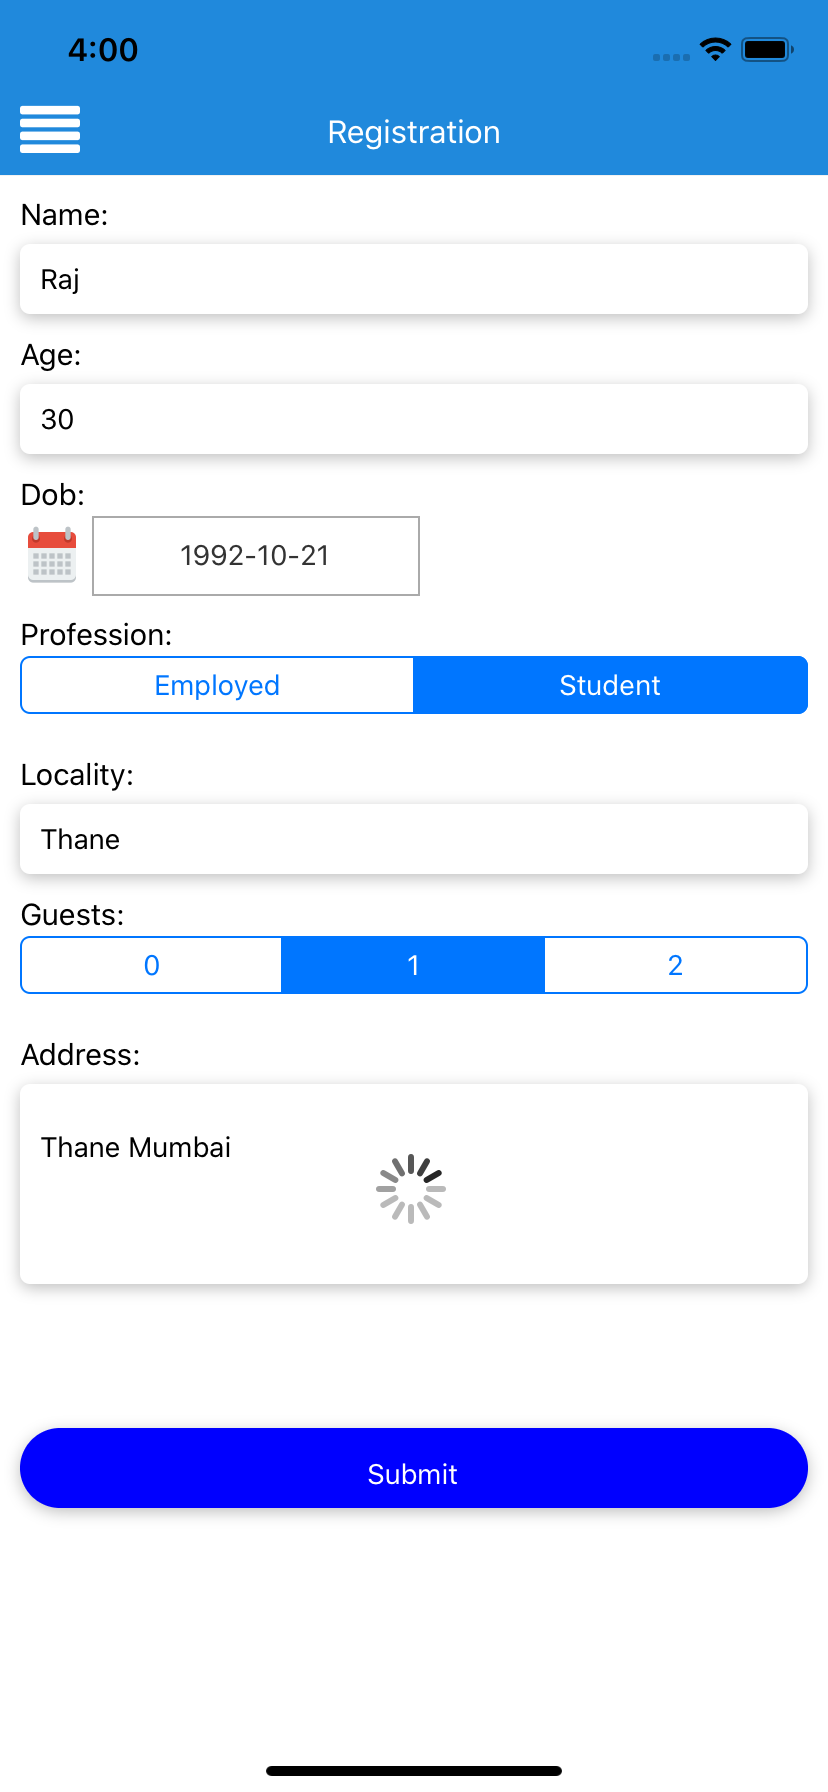 4:00
Registration
Name:
Raj
Age:
30
Dob:
1992-10-21
Profession:
Employed Student
Locality:
Thane
Guests:
0 1 2
Address:
Thane Mumbai
Submit